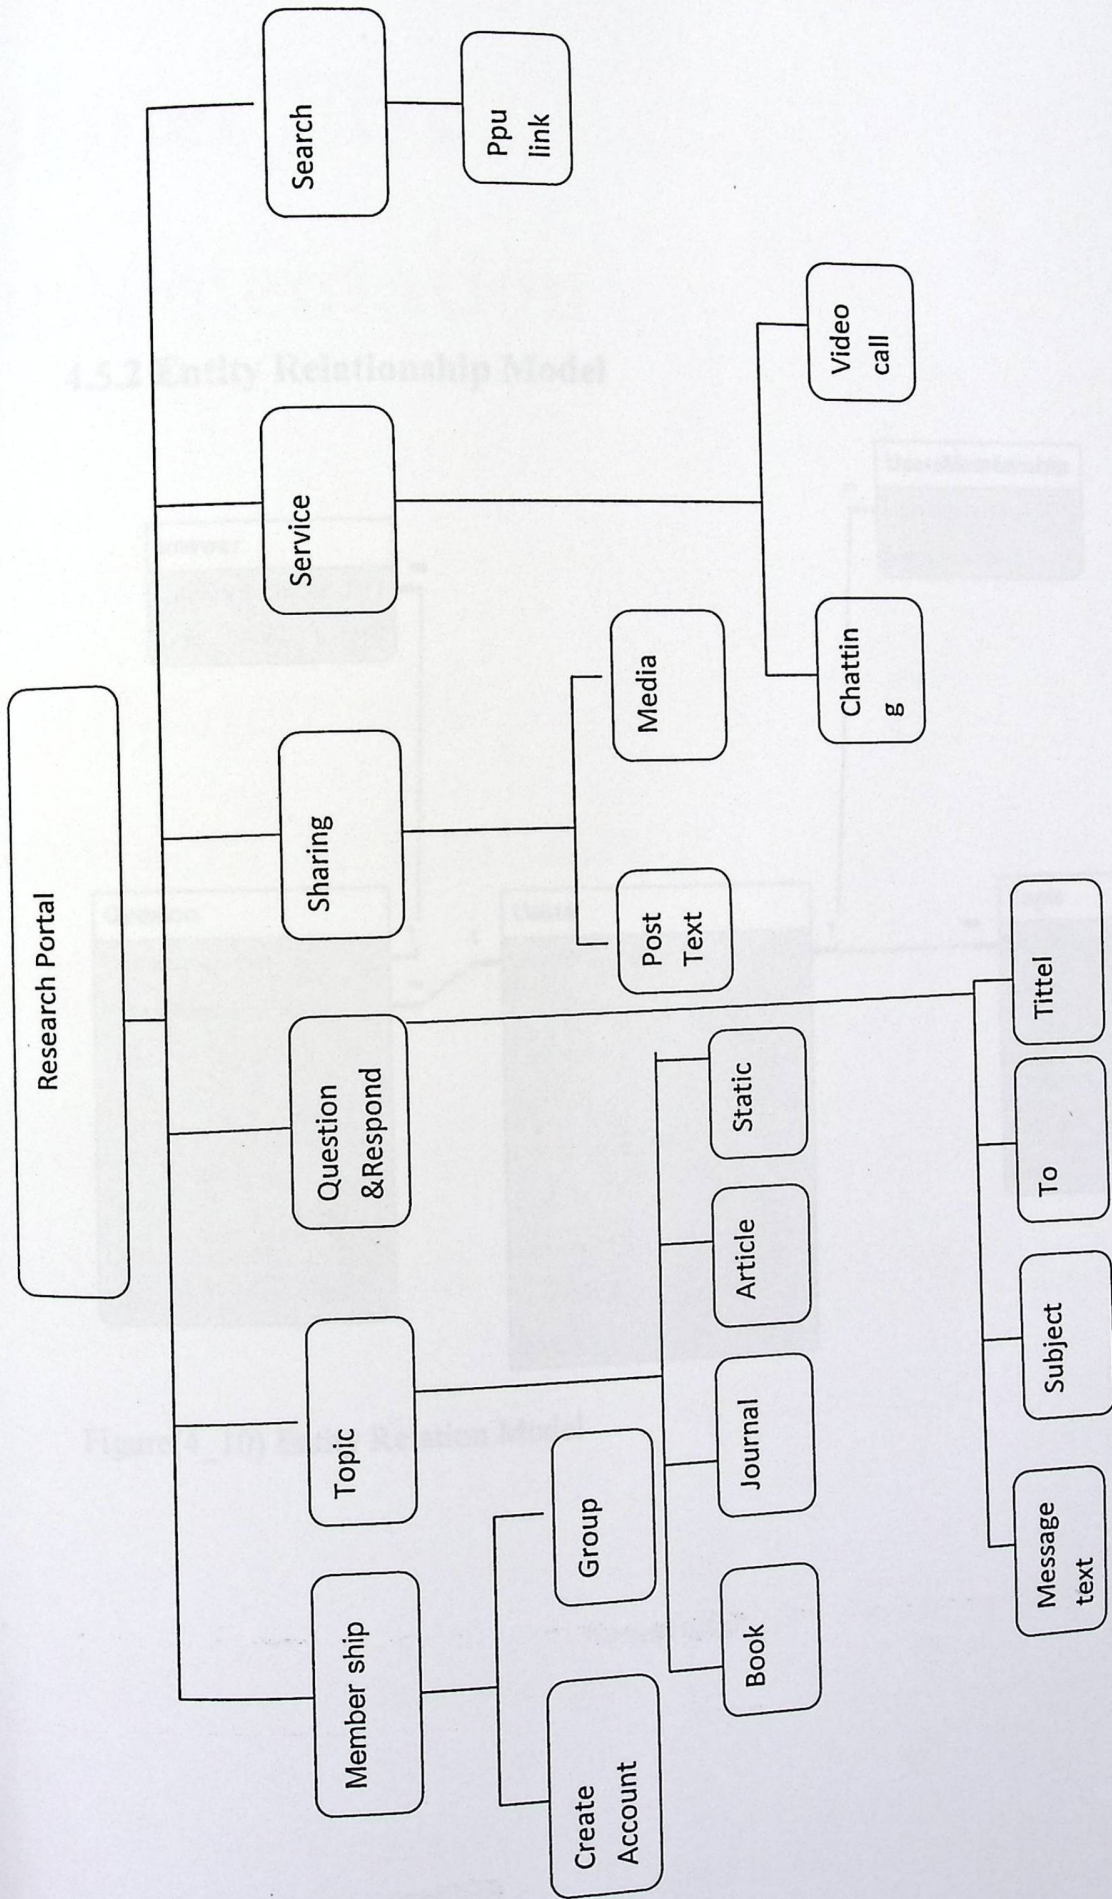 Research Portal
Member ship
Topic
Question
&Respond
Sharing
Service
Search
Create
Account
Group
Book
Journal
Article
Static
Message
text
Subject
To
Tittel
Post
Text
Media
Chattin
g
Video
call
Ppu
link
4.5.2 Entity Relationship Model
Question
Figure 4_10) Entity Relation Model